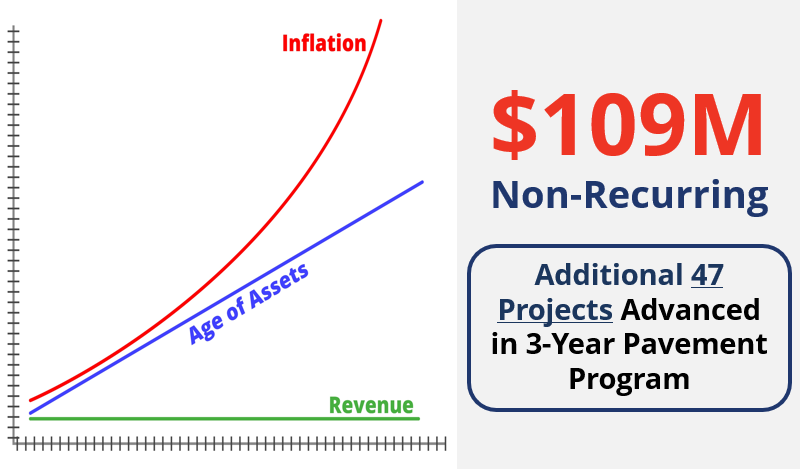 Inflation
Age of Assets
Revenue
$109M
Non-Recurring
Additional 47
Projects Advanced
in 3-Year Pavement
Program